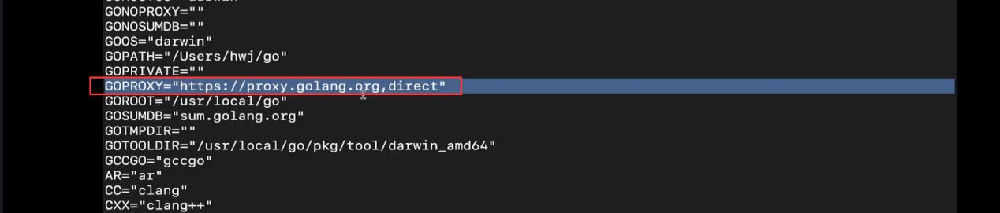 GONOPROXY=""
GONOSUMDB=""
GOOS="darwin"
GOPATH="/Users/hwj/go"
GOPRIVATE=""
GOPROXY="https://proxy.golang.org,direct"
GOROOT="/usr/local/go"
GOSUMDB="sum.golang.org"
GOTMPDIR=""
GOTOOLDIR="/usr/local/go/pkg/tool/darwin_amd64"
GCCGO="gccgo"
AR="ar"
CC="clang"
CXX="clang++"